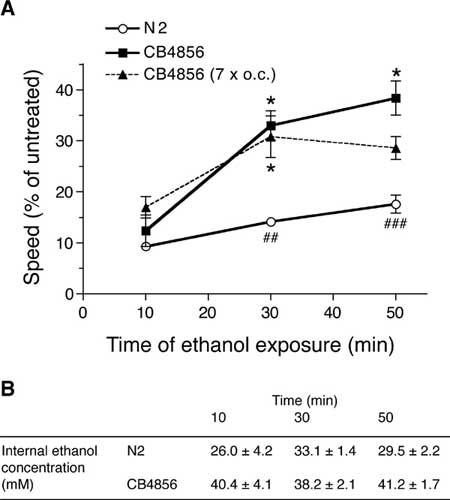 A
N2
CB4856
CB4856 (7 x o.c.)
Speed (% of untreated)
40
30
20
10
0
*
*
*
##
###
0
10
20
30
40
50
Time of ethanol exposure (min)
B
Time (min)
10 30 50
Internal ethanol concentration (mM) N2 26.0 ± 4.2 33.1 ± 1.4 29.5 ± 2.2
CB4856 40.4 ± 4.1 38.2 ± 2.1 41.2 ± 1.7